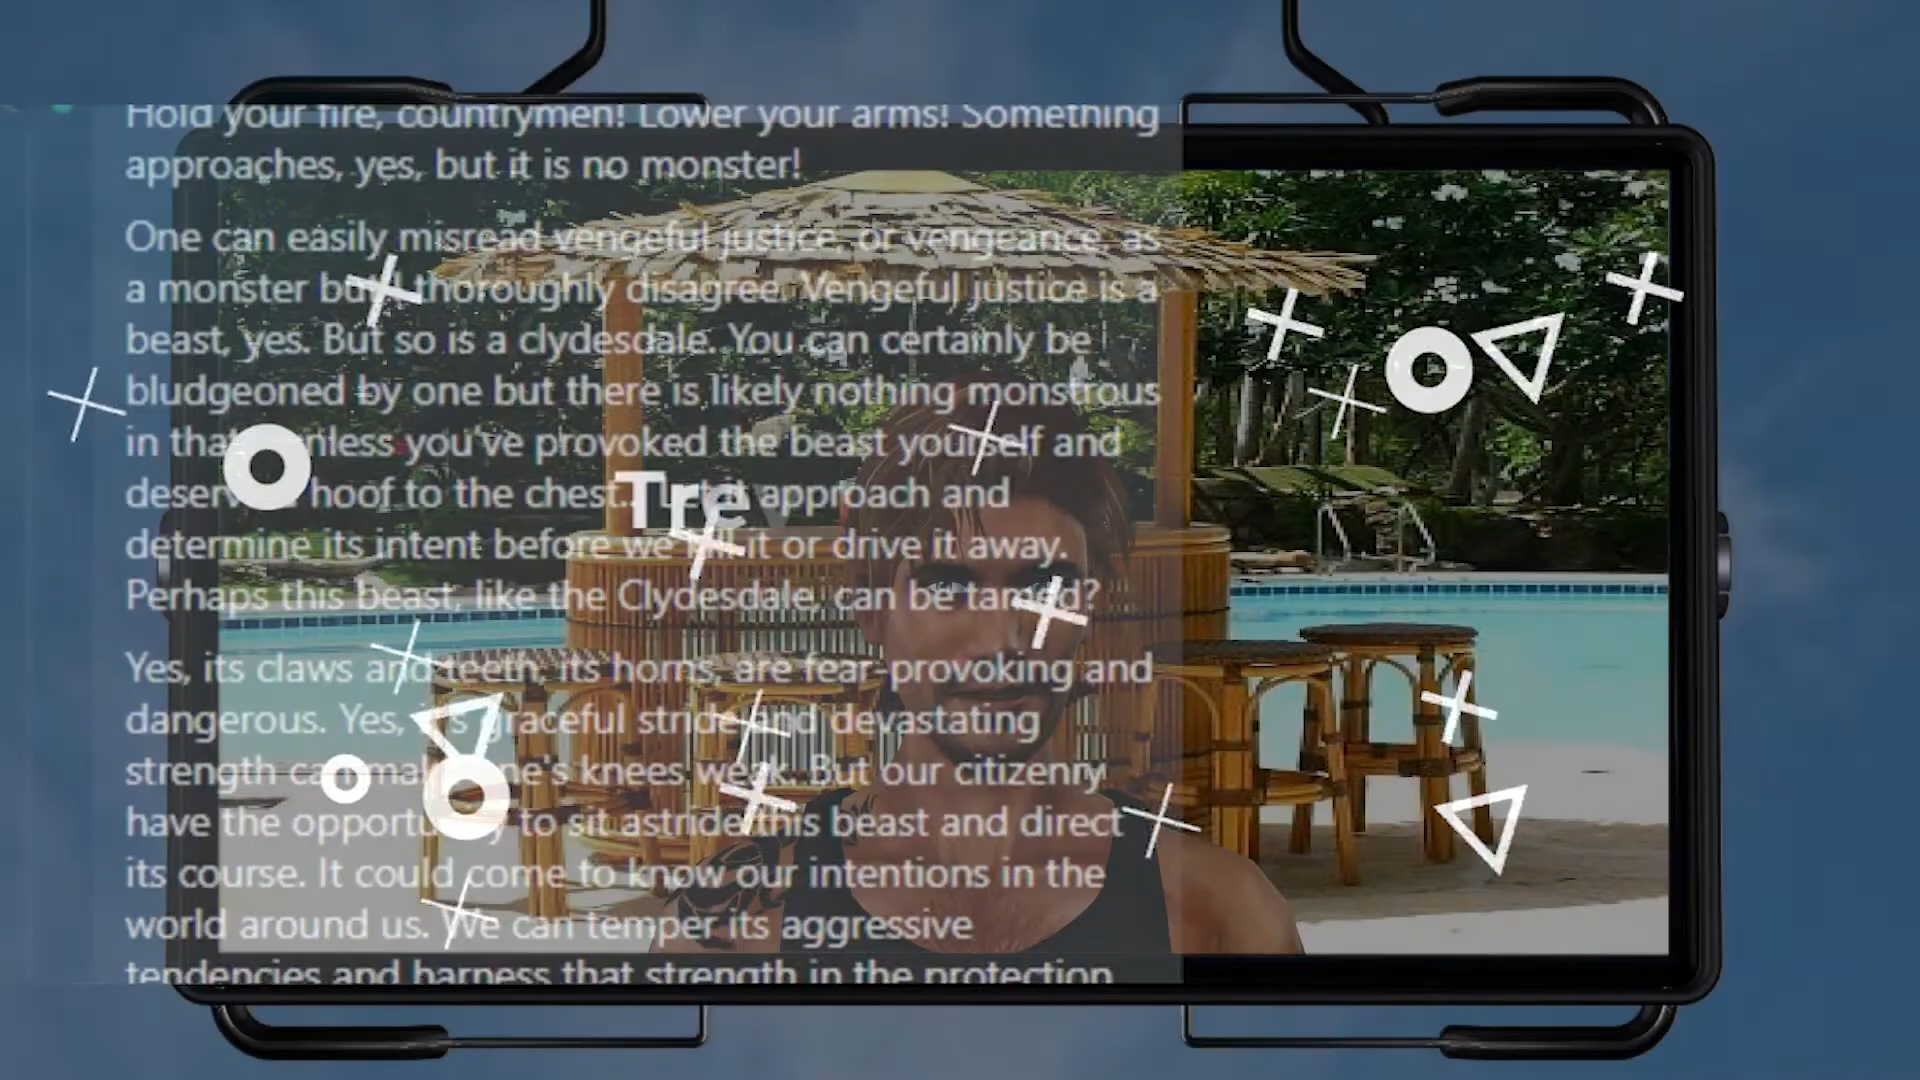 Hold your fire, countrymen! Lower your arms! Something
approaches, yes, but it is no monster!
One can easily misread vengeful justice, or vengeance, as
a monster but I thoroughly disagree. Vengeful justice is a
beast, yes. But so is a clydesdale. You can certainly be
bludgeoned by one but there is likely nothing monstrous
in that unless you've provoked the beast yourself and
hoof to the chest... approach and
Trev
determine its intent before we kill it or drive it away.
Perhaps this beast, like the Clydesdale, can be tamed?
Yes, its claws and teeth, its horns, are fear-provoking and
dangerous. Yes, its graceful stride and devastating
strength can make one's knees weak. But our citizenry
have the opportunity to sit astride this beast and direct
its course. It could come to know our intentions in the
world around us. We can temper its aggressive
tendencies and harness that strength in the protection